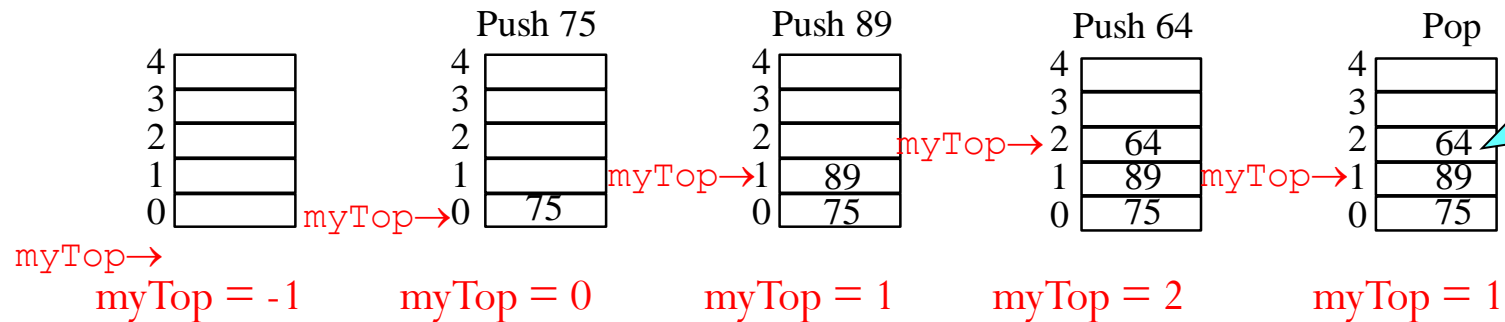 Push 75 Push 89 Push 64 Pop
4 4 4 4 4
3 3 3 3 3
2 2 2 myTop→ 2 64 2 64
1 1 myTop→1 89 1 89 myTop→1 89
0 myTop→0 75 0 75 0 75 0 75
myTop→
myTop = -1 myTop = 0 myTop = 1 myTop = 2 myTop = 1